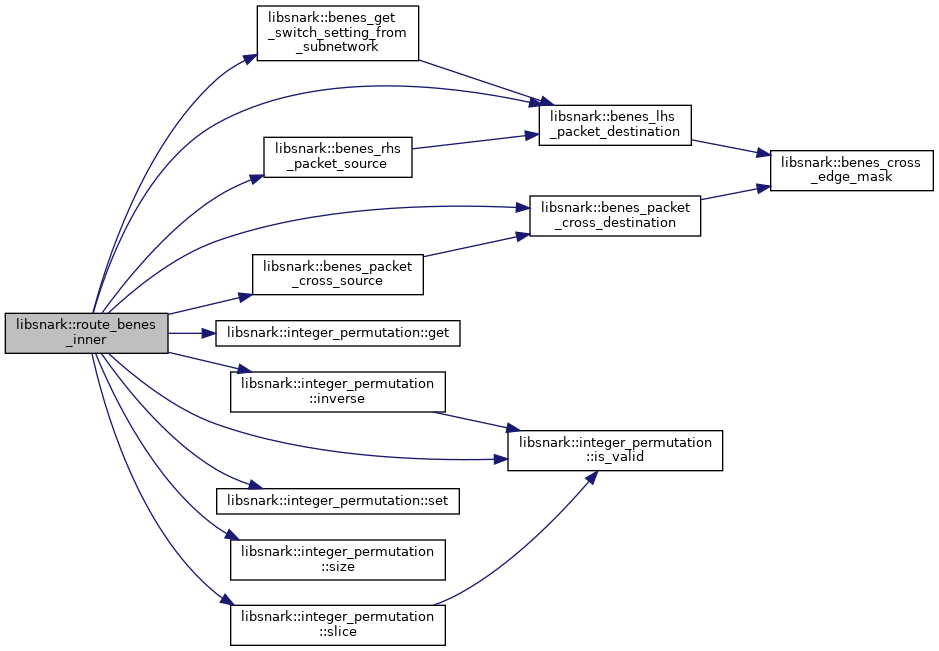 libsnark::benes_get
_switch_setting_from
_subnetwork
libsnark::benes_lhs
_packet_destination
libsnark::benes_rhs
_packet_source
libsnark::benes_cross
_edge_mask
libsnark::benes_packet
_cross_destination
libsnark::benes_packet
_cross_source
libsnark::route_benes
_inner
libsnark::integer_permutation::get
libsnark::integer_permutation
::inverse
libsnark::integer_permutation
::is_valid
libsnark::integer_permutation::set
libsnark::integer_permutation
::size
libsnark::integer_permutation
::slice